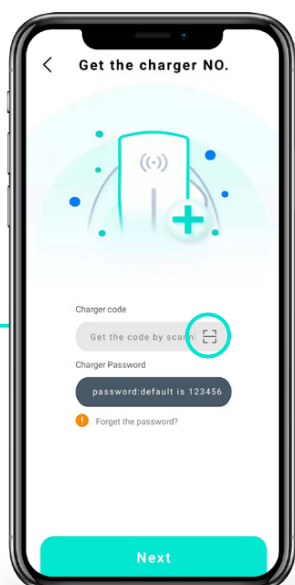 Get the charger NO.
Charger code
Get the code by scann
Charger Password
password:default is 123456
Forget the password?
Next